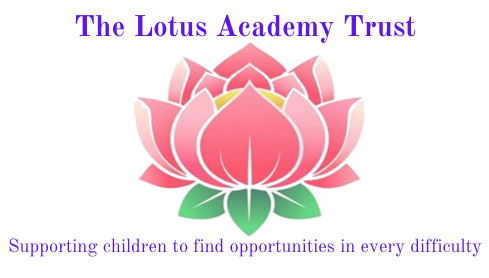 The Lotus Academy Trust
Supporting children to find opportunities in every difficulty